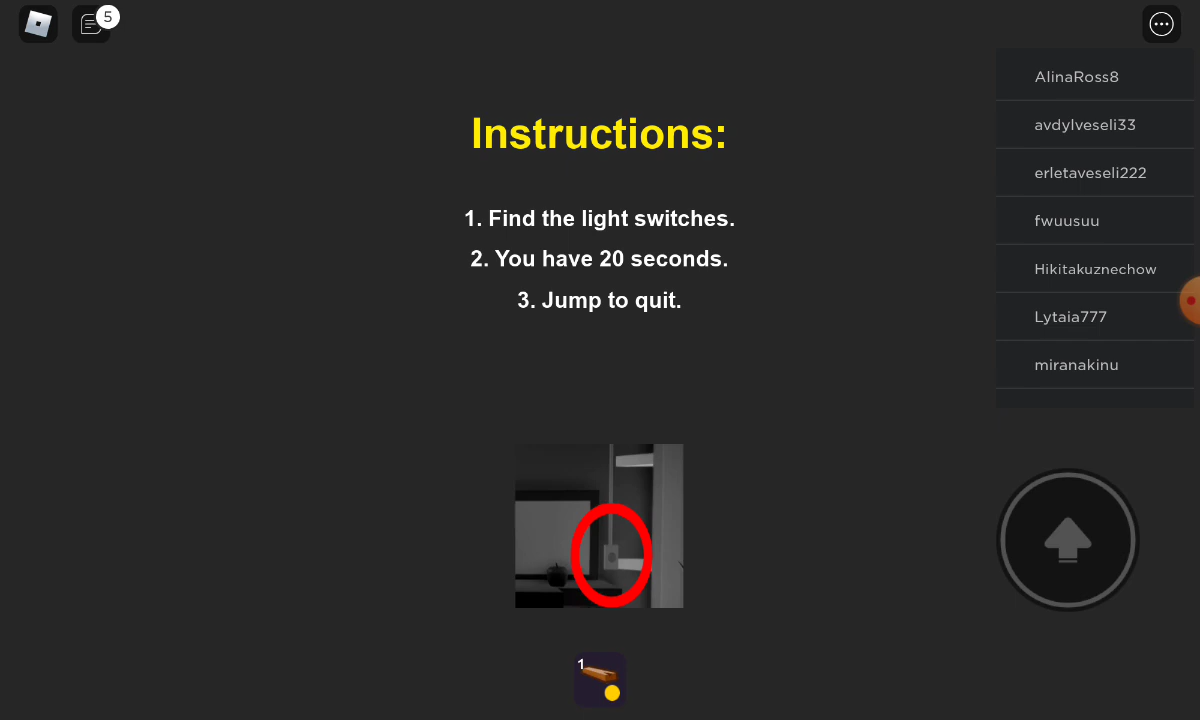 5
AlinaRoss8
avdylveseli33
erletaveseli222
fwuusuu
Hikitakuznechow
Lytaia777
miranakinu
Instructions:
1. Find the light switches.
2. You have 20 seconds.
3. Jump to quit.
1